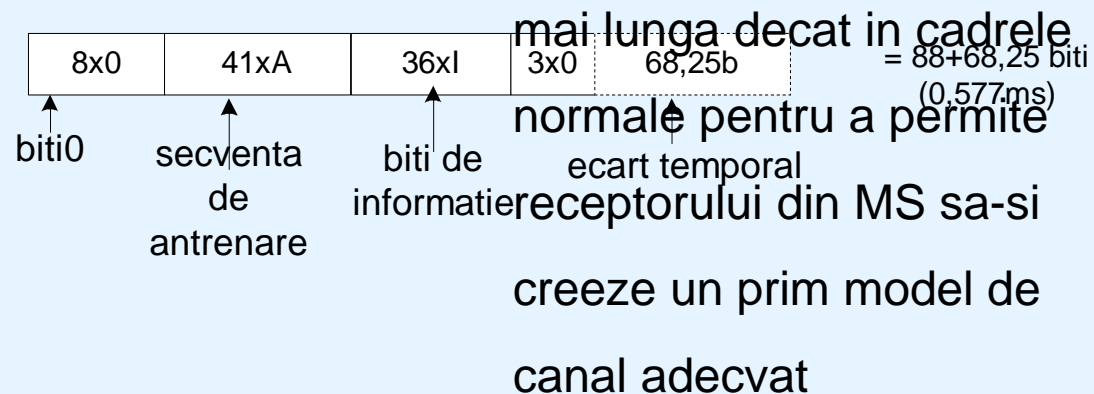 mai lunga decat in cadrele
8x0 41xA 36xI 3x0 68,25b = 88+68,25 biti
(0,577ms)
normale pentru a permite
biti0 secventa biti de ecart temporal
de informatie
antrenare
receptorului din MS sa-si
creeze un prim model de
canal adecvat